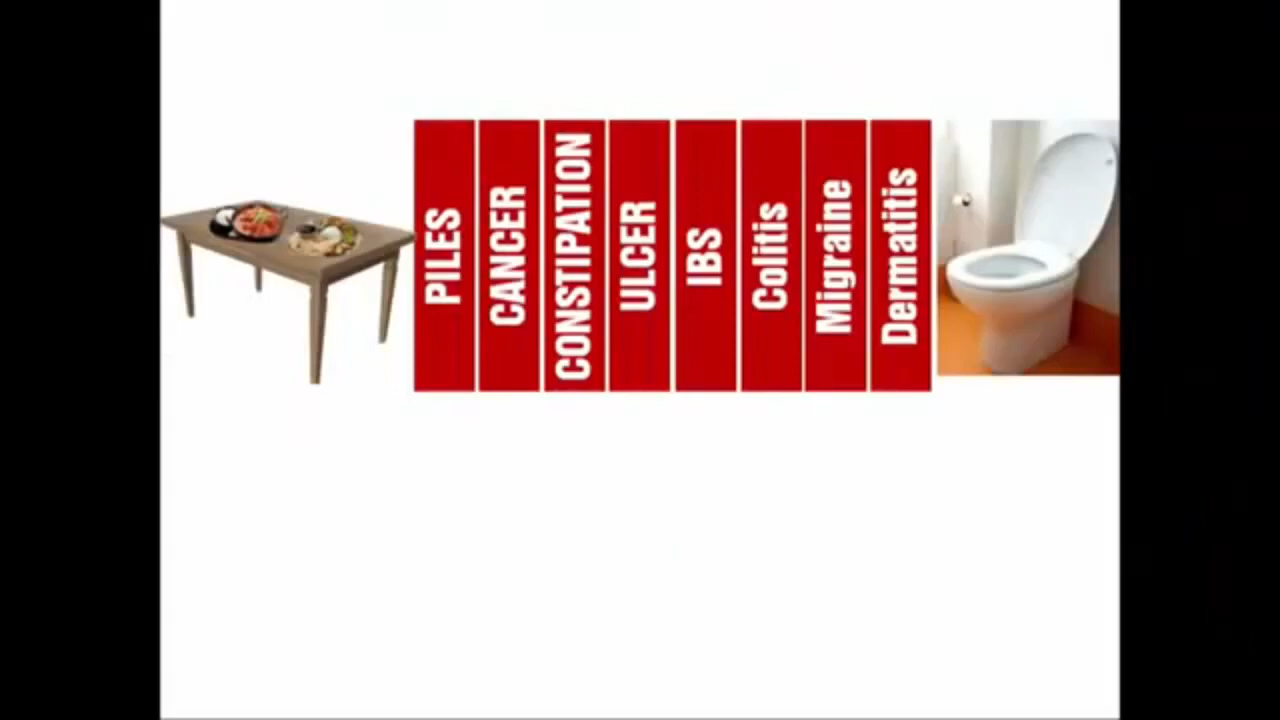 PILES
CANCER
CONSTIPATION
ULCER
IBS
Colitis
Migraine
Dermatitis